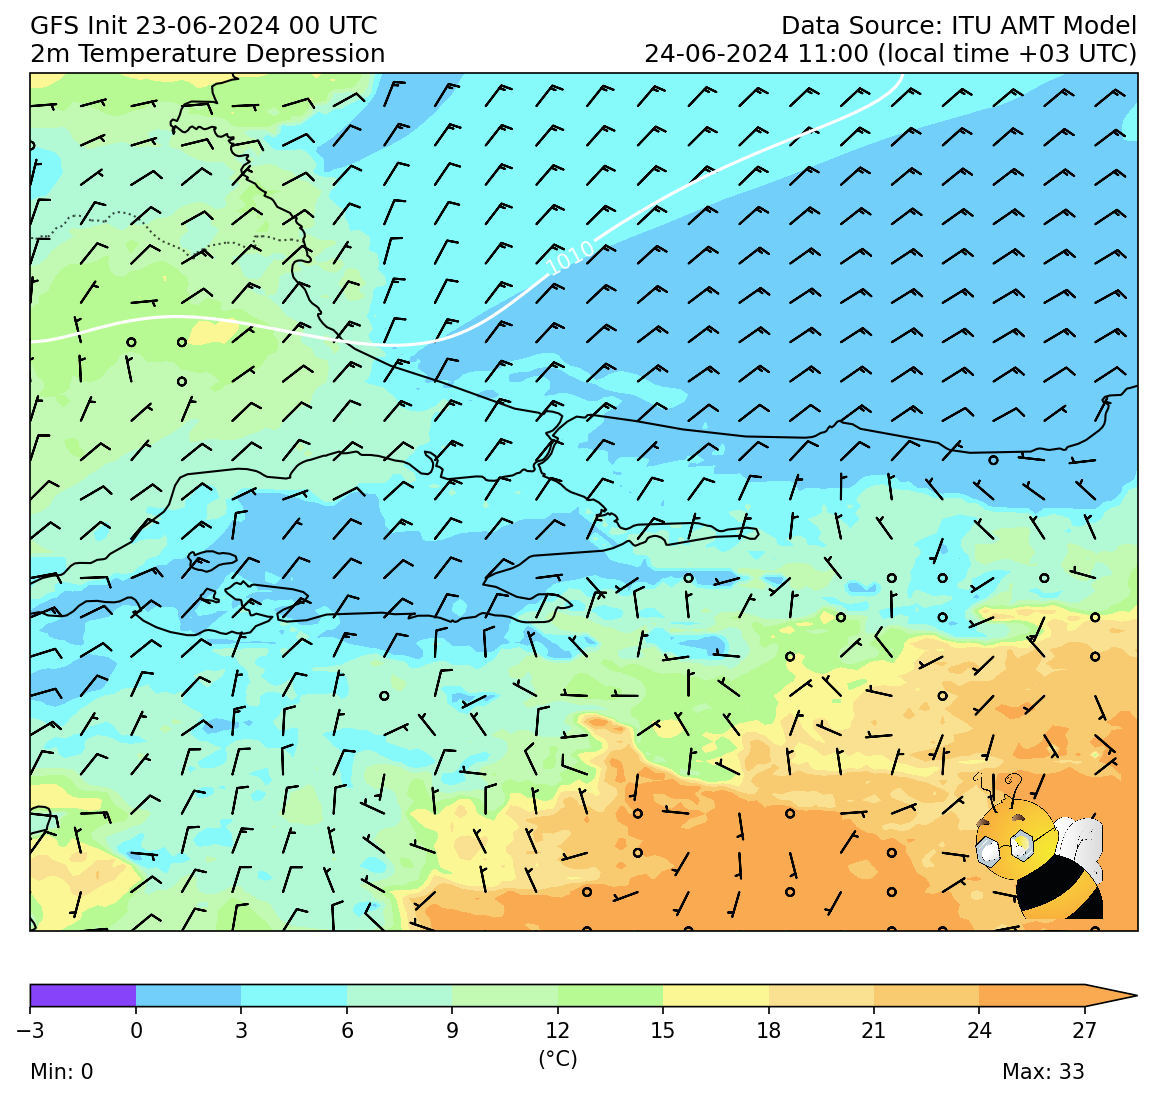 GFS Init 23-06-2024 00 UTC
Data Source: ITU AMT Model
2m Temperature Depression
24-06-2024 11:00 (local time +03 UTC)
1010
−3 0 3 6 9 12 15 18 21 24 27
(°C)
Min: 0
Max: 33